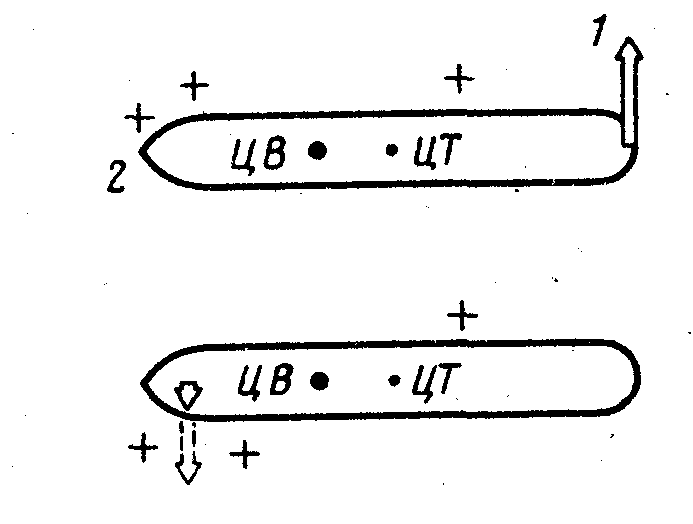 1
+ + +
ЦВ ЦТ
2
+
ЦВ ЦТ
+ +